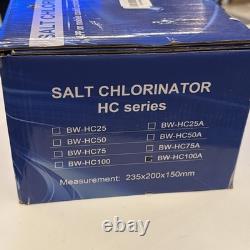 SALT CHLORINATOR
SALT CHLORINATOR
HC series
BW-HC25
BW-HC25A
BW-HC50
BW-HC50A
BW-HC75
BW-HC75A
BW-HC100
BW-HC100A
Measurement: 235x200x150mm
© eBay